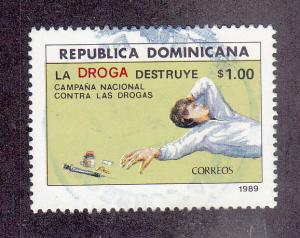 REPUBLICA DOMINICANA
LA DROGA DESTRUYE $1.00
CAMPAÑA NACIONAL
CONTRA LAS DROGAS
CORREOS
1989